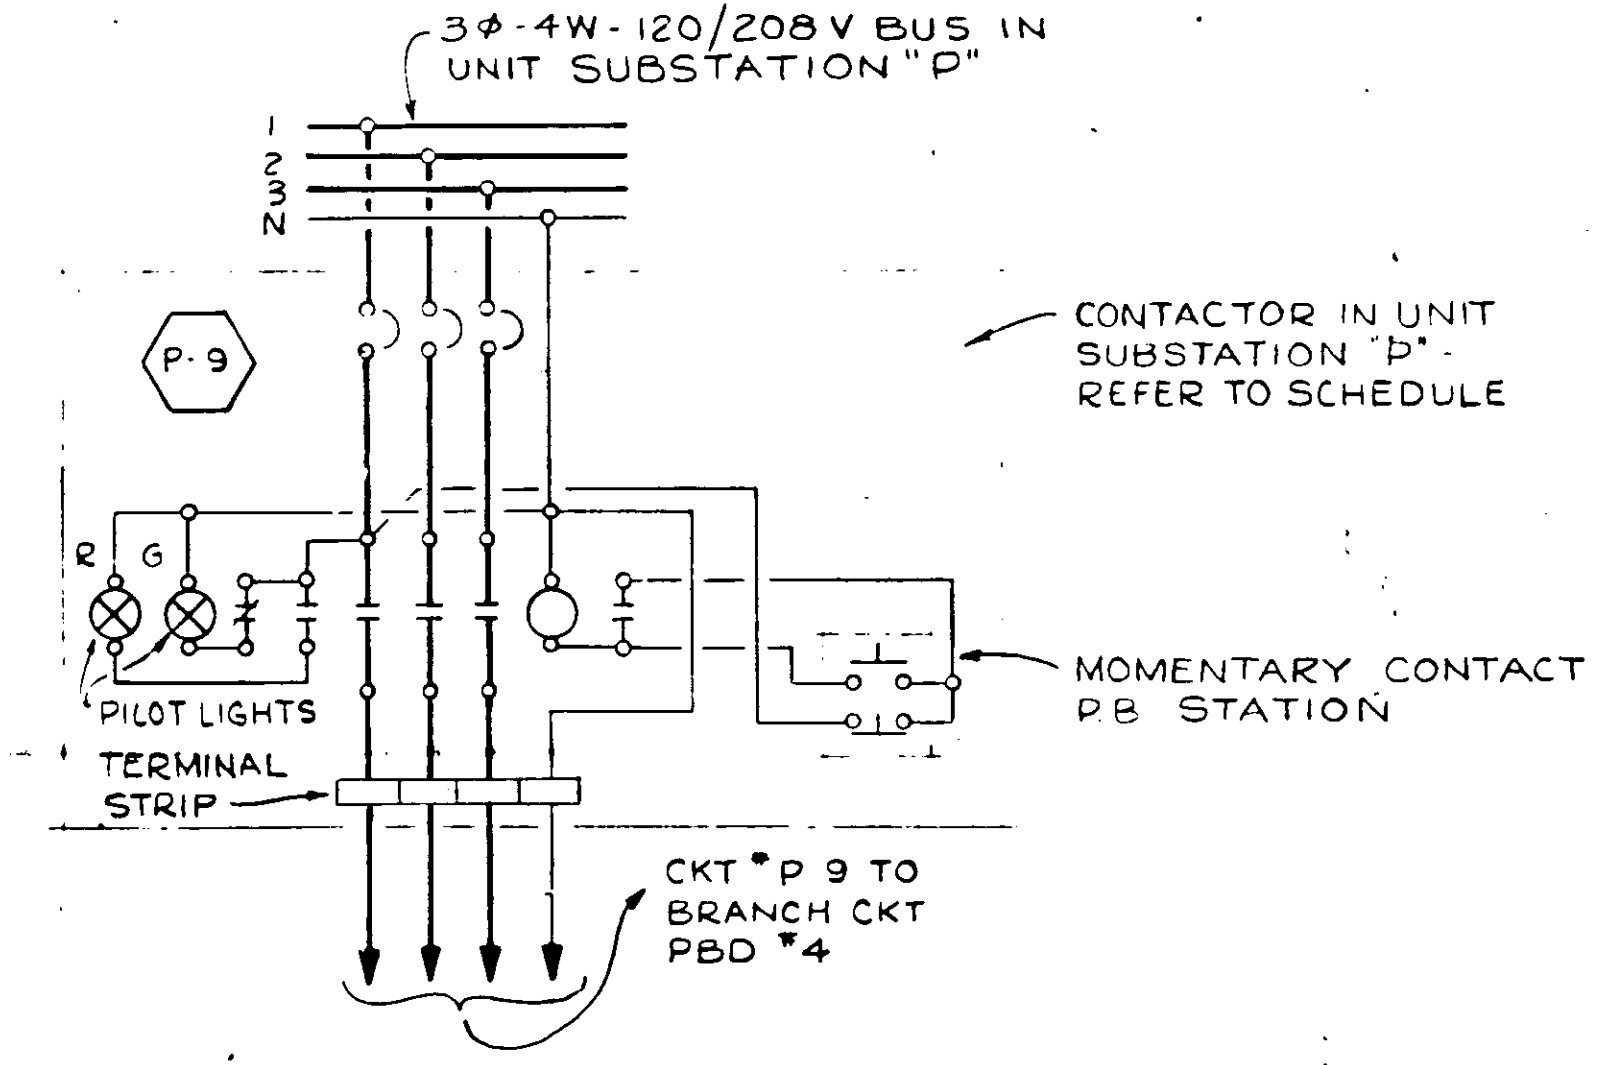 3Φ-4W-120/208V BUS IN
UNIT SUBSTATION "P"
1
2
3
N
P-9
CONTACTOR IN UNIT
SUBSTATION "P"-
REFER TO SCHEDULE
R G
MOMENTARY CONTACT
P.B STATION
PILOT LIGHTS
TERMINAL
STRIP
CKT # P 9 TO
BRANCH CKT
PBD #4